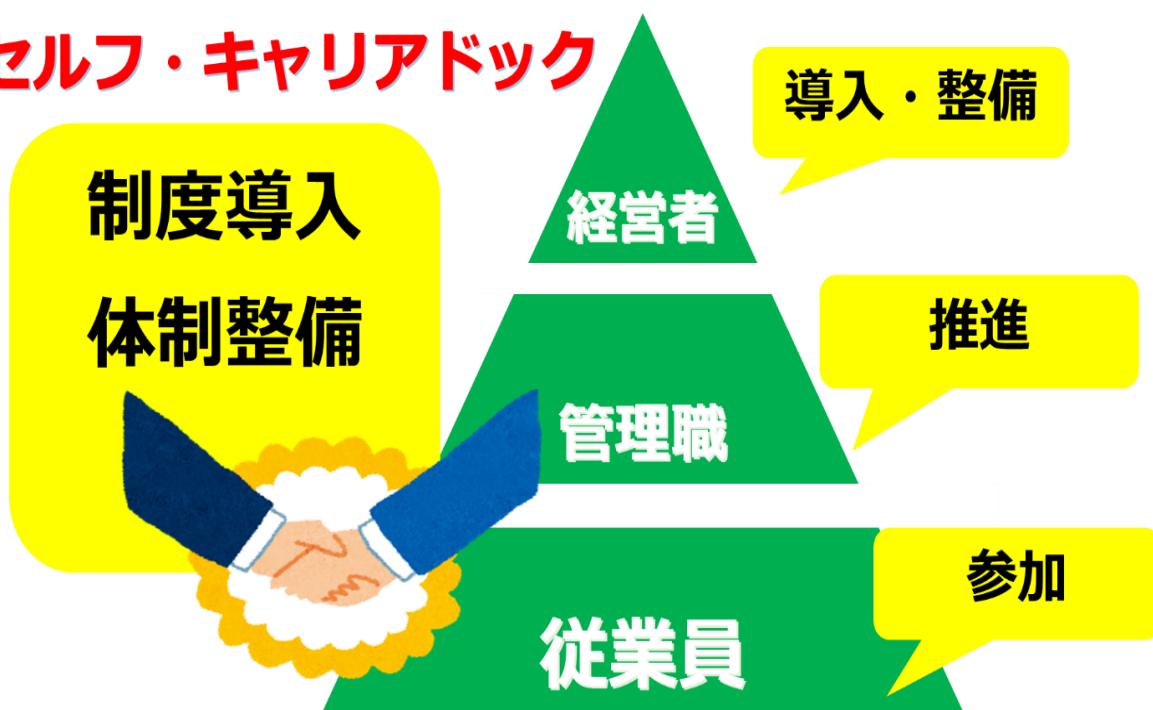 セルフ・キャリアドック
制度導入
体制整備
経営者
導入・整備
管理職
推進
従業員
参加